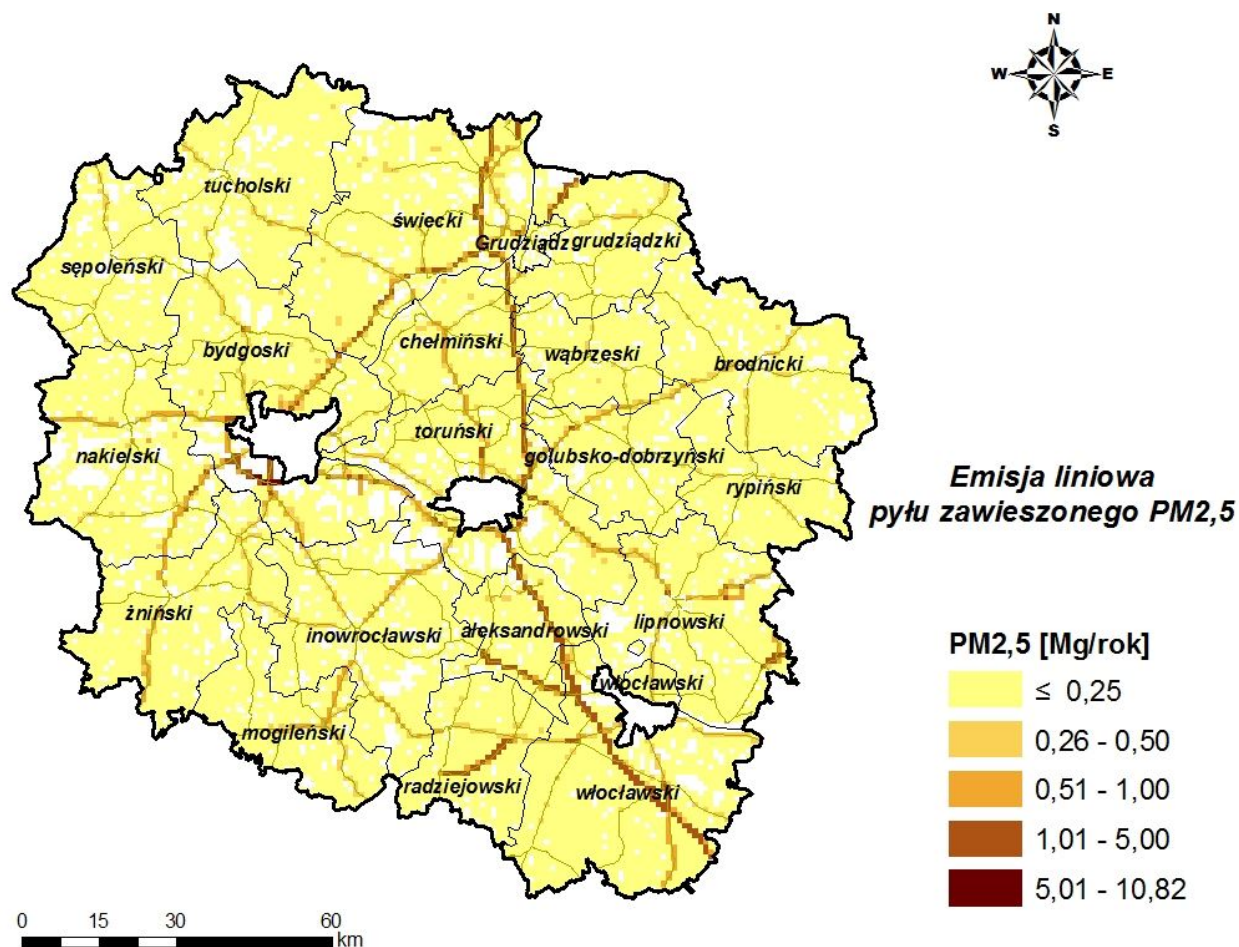 N
W E
S
tucholski
świecki
Grudziądz grudziądzki
sępoleński
bydgoski
chełmiński
wąbrzeski
brodnicki
toruński
nakielski
golubsko-dobrzyński
rypiński
Emisja liniowa
pyłu zawieszonego PM2,5
żniński
inowrocławski
aleksandrowski
lipnowski
włocławski
mogileński
radziejowski
włocławski
PM2,5 [Mg/rok]
≤ 0,25
0,26 - 0,50
0,51 - 1,00
1,01 - 5,00
5,01 - 10,82
0 15 30 60
km